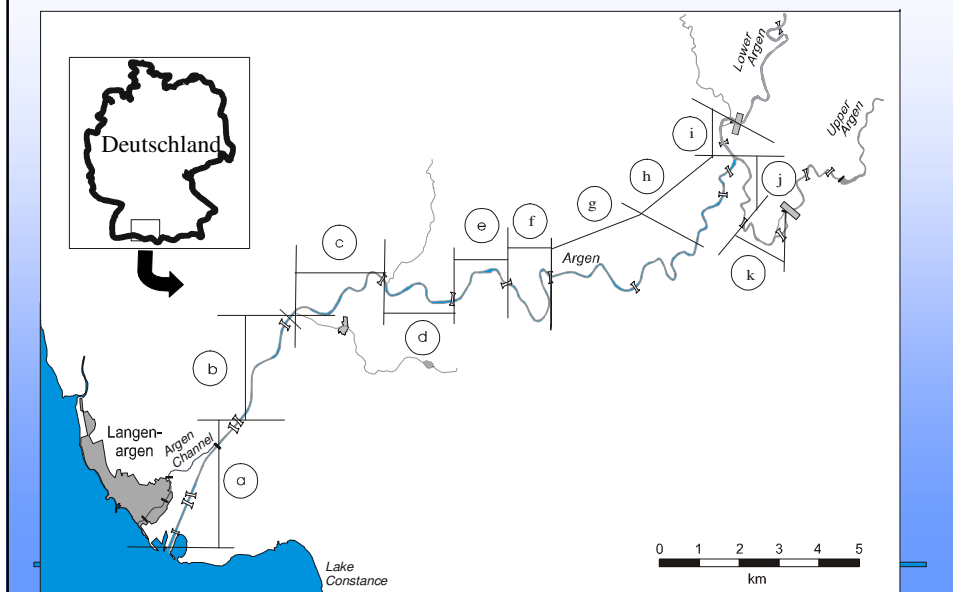 Deutschland
Lower
Argen
Upper
Argen
i
j
h
g
k
f
e
c
d
Argen
b
a
Langen-
argen
Argen
Channel
Lake
Constance
0 1 2 3 4 5
km